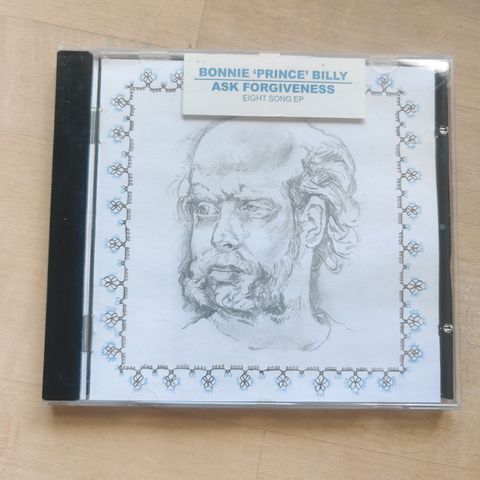 BONNIE ‘PRINCE’ BILLY
ASK FORGIVENESS
EIGHT SONG EP